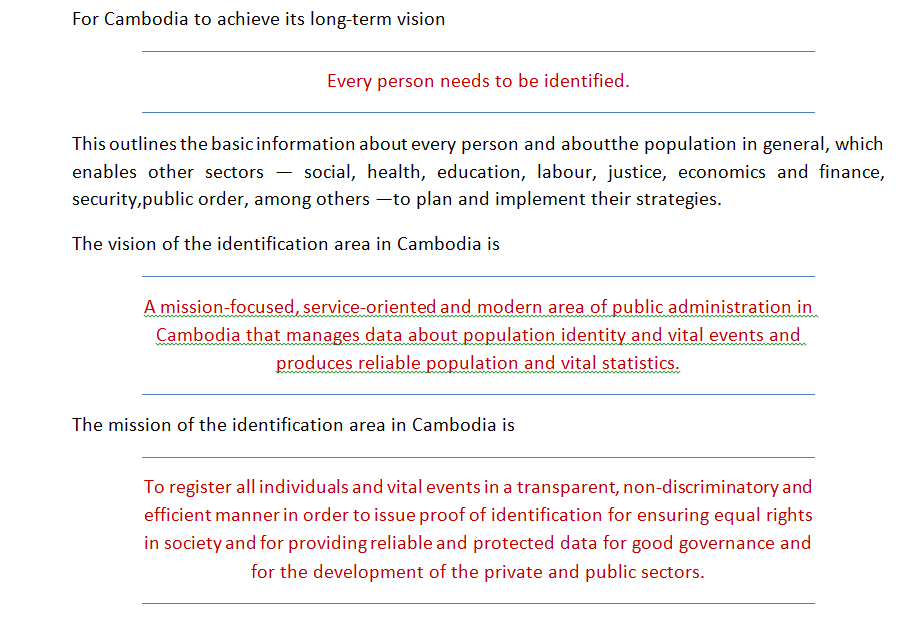 For Cambodia to achieve its long-term vision
Every person needs to be identified.
This outlines the basic information about every person and aboutthe population in general, which
enables other sectors — social, health, education, labour, justice, economics and finance,
security,public order, among others —to plan and implement their strategies.
The vision of the identification area in Cambodia is
A mission-focused, service-oriented and modern area of public administration in
Cambodia that manages data about population identity and vital events and
produces reliable population and vital statistics.
The mission of the identification area in Cambodia is
To register all individuals and vital events in a transparent, non-discriminatory and
efficient manner in order to issue proof of identification for ensuring equal rights
in society and for providing reliable and protected data for good governance and
for the development of the private and public sectors.